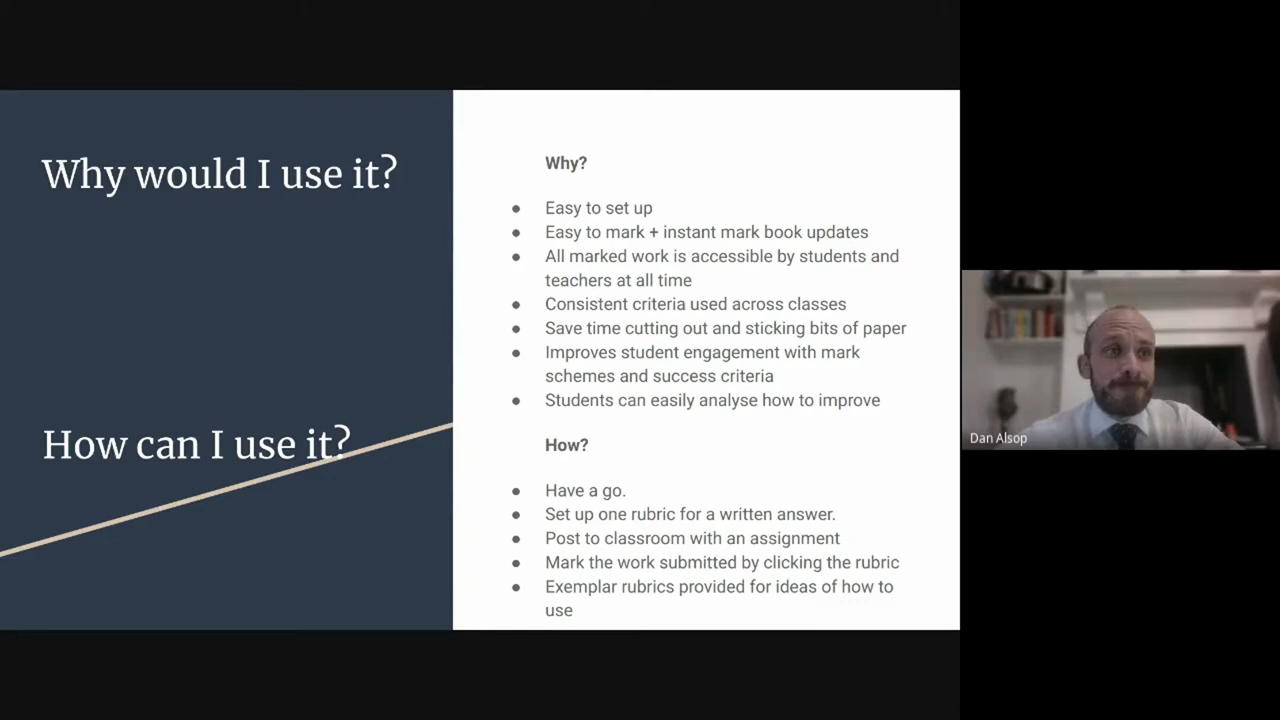 Why would I use it?
How can I use it?
Why?
● Easy to set up
● Easy to mark + instant mark book updates
● All marked work is accessible by students and
teachers at all time
● Consistent criteria used across classes
● Save time cutting out and sticking bits of paper
● Improves student engagement with mark
schemes and success criteria
● Students can easily analyse how to improve
How?
● Have a go.
● Set up one rubric for a written answer.
● Post to classroom with an assignment
● Mark the work submitted by clicking the rubric
● Exemplar rubrics provided for ideas of how to
use
Dan Alsop